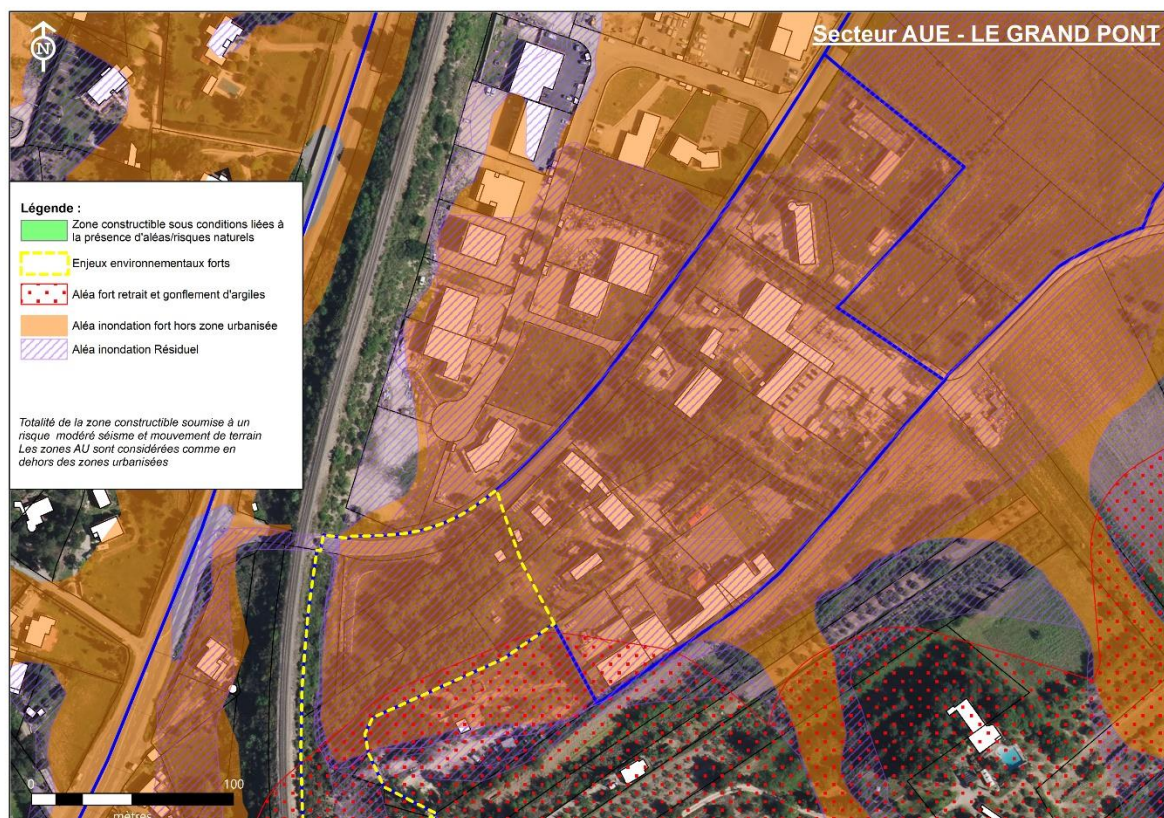 N
Secteur AUE - LE GRAND PONT
Légende :
Zone constructible sous conditions liées à
la présence d'aléas/risques naturels
Enjeux environnementaux forts
Aléa fort retrait et gonflement d'argiles
Aléa inondation fort hors zone urbanisée
Aléa inondation Résiduel
Totalité de la zone constructible soumise à un
risque modéré séisme et mouvement de terrain
Les zones AU sont considérées comme en
dehors des zones urbanisées
0 100
mètres